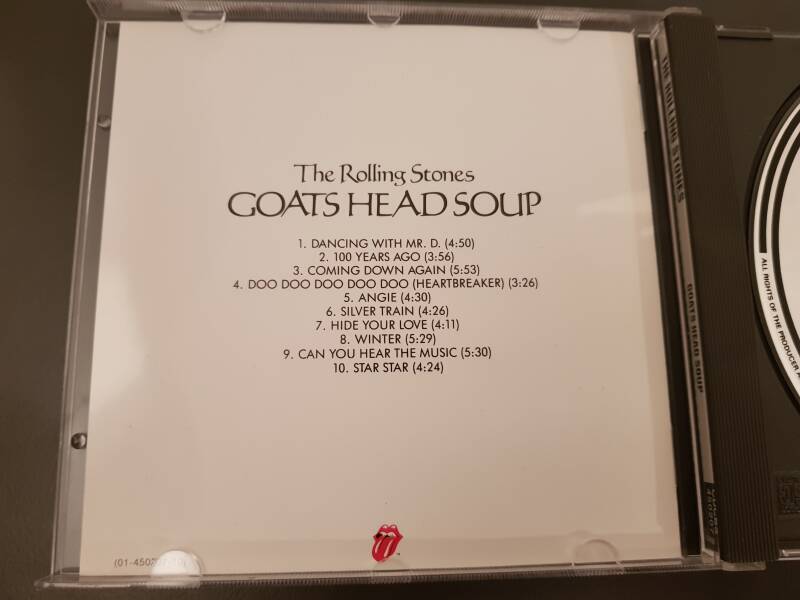 The Rolling Stones
GOATS HEAD SOUP
1. DANCING WITH MR. D. (4:50)
2. 100 YEARS AGO (3:56)
3. COMING DOWN AGAIN (5:53)
4. DOO DOO DOO DOO DOO (HEARTBREAKER) (3:26)
5. ANGIE (4:30)
6. SILVER TRAIN (4:26)
7. HIDE YOUR LOVE (4:11)
8. WINTER (5:29)
9. CAN YOU HEAR THE MUSIC (5:30)
10. STAR STAR (4:24)
THE ROLLING STONES
GOATS HEAD SOUP
ALL RIGHTS OF THE PRODUCER